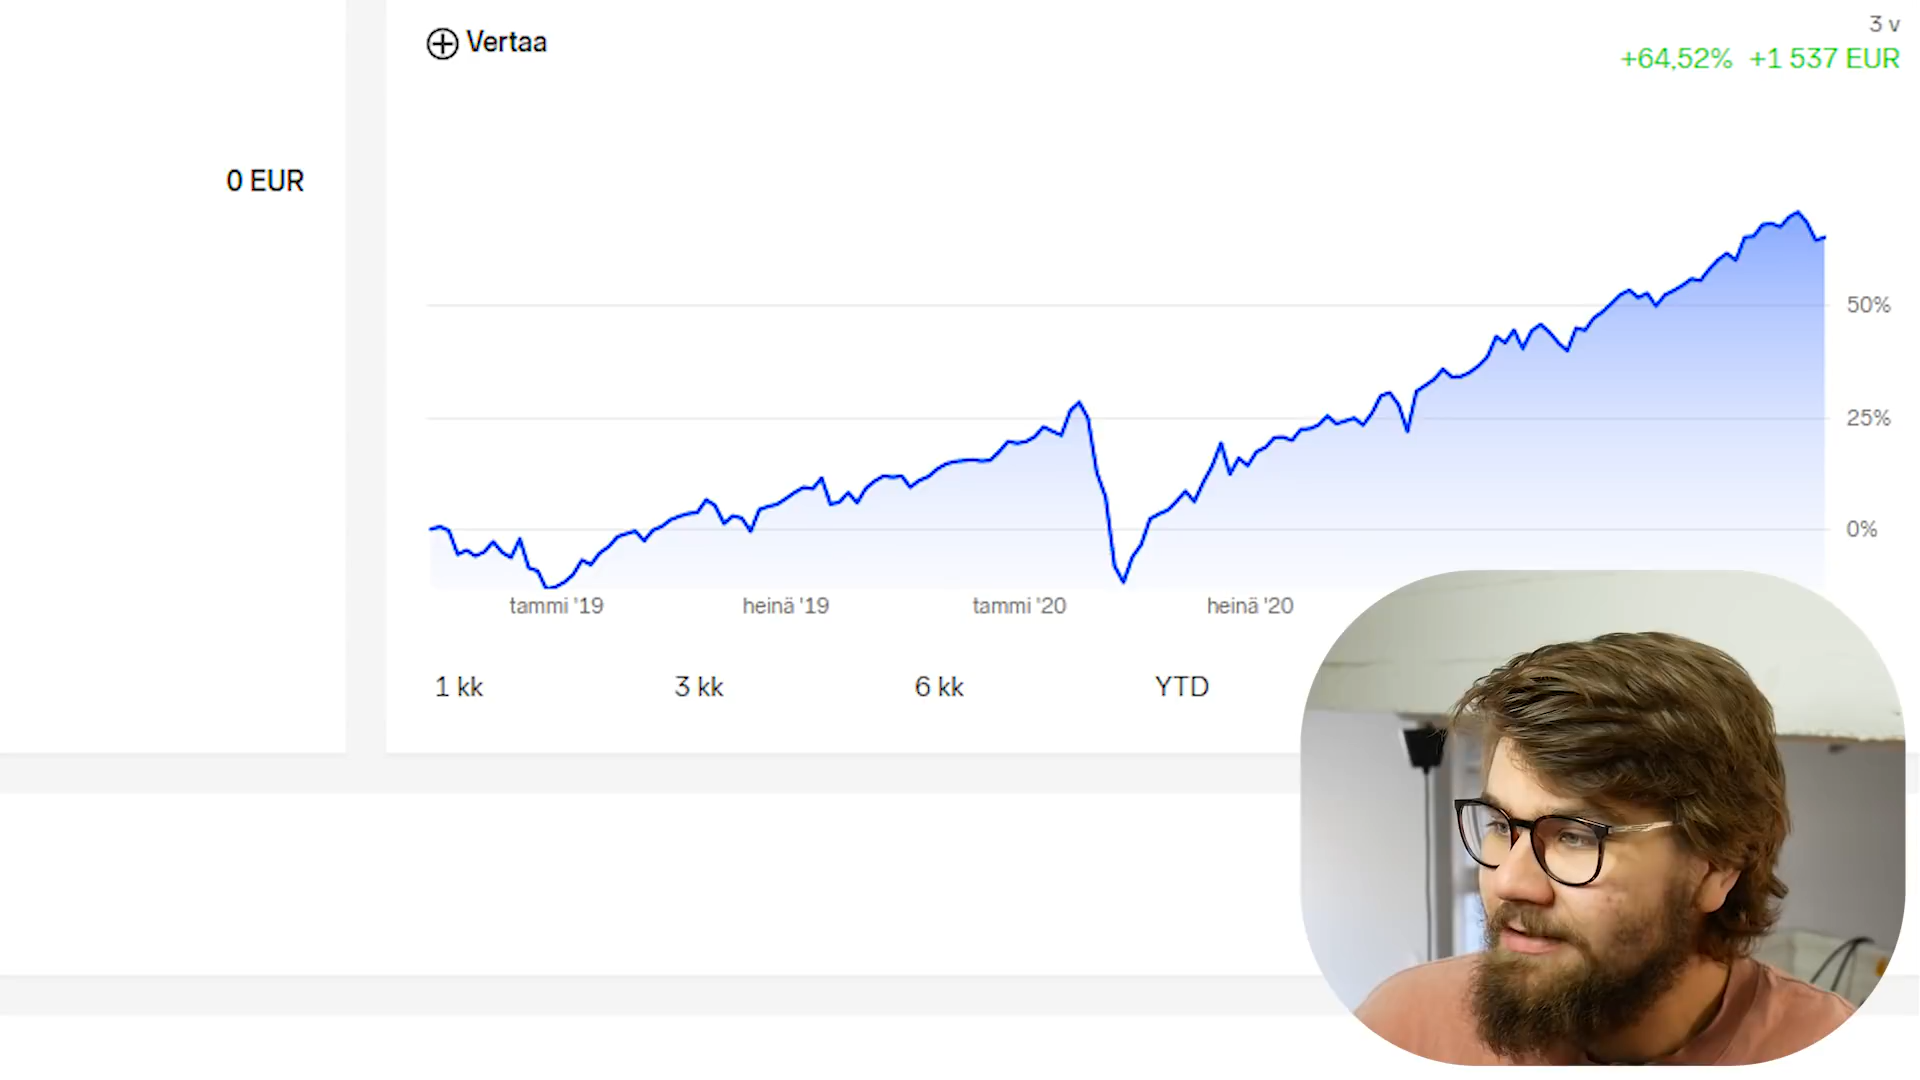 Vertaa
3 v
+64,52% +1 537 EUR
0 EUR
50%
25%
0%
tammi '19
heinä '19
tammi '20
heinä '20
1 kk
3 kk
6 kk
YTD